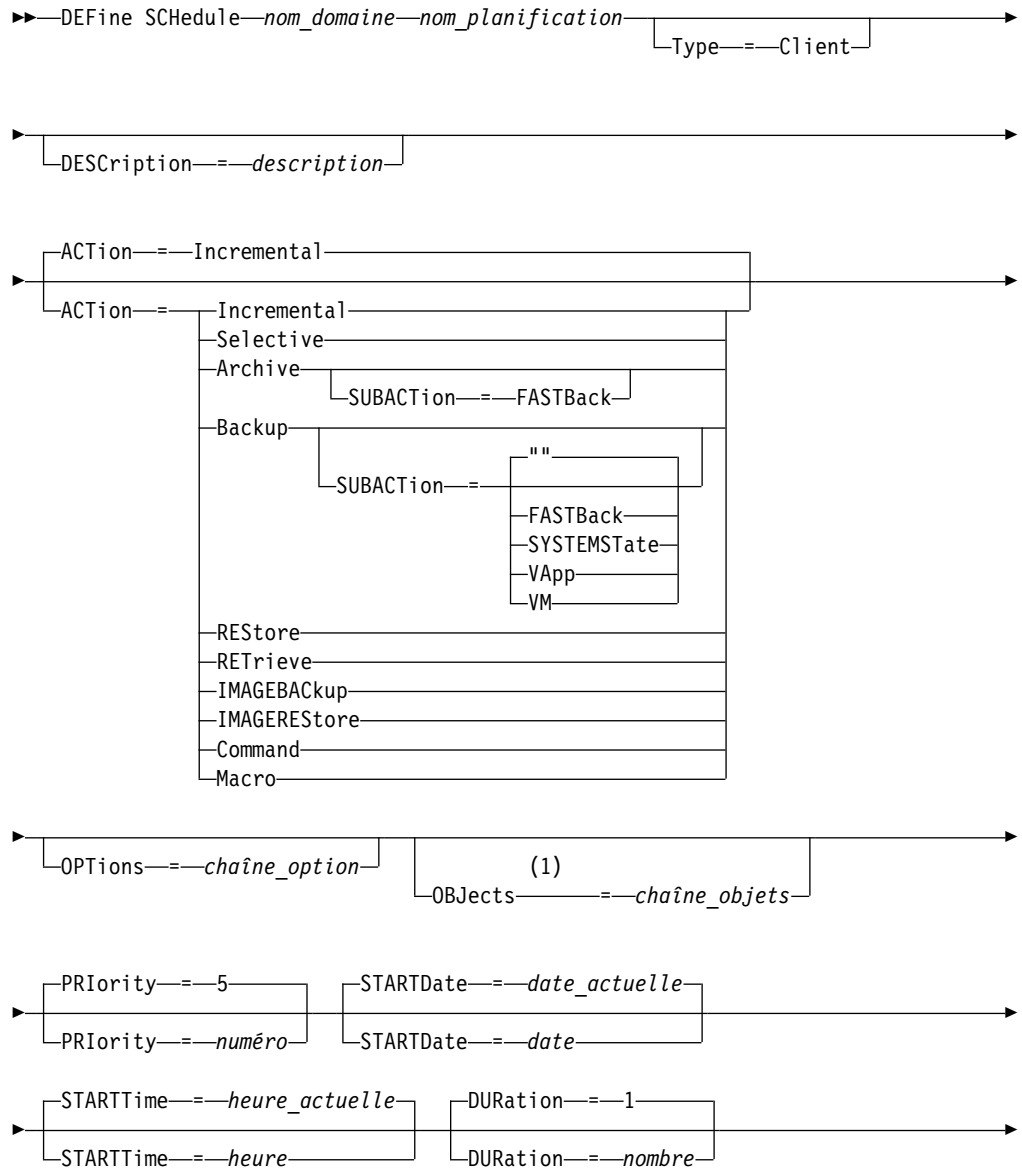 DEFine SCHedule nom_domaine nom_planification
Type = Client
DESCription = description
ACTion = Incremental
ACTion = Incremental
Selective
Archive
SUBACTion = FASTBack
Backup
""
SUBACTion =
FASTBack
SYSTEMSTate
VApp
VM
REStore
RETrieve
IMAGEBACkup
IMAGEREStore
Command
Macro
OPTions = chaîne_option
(1)
OBJects = chaîne_objets
PRIority = 5 STARTDate = date_actuelle
PRIority = numéro STARTDate = date
STARTTime = heure_actuelle DURation = 1
STARTTime = heure DURation = nombre